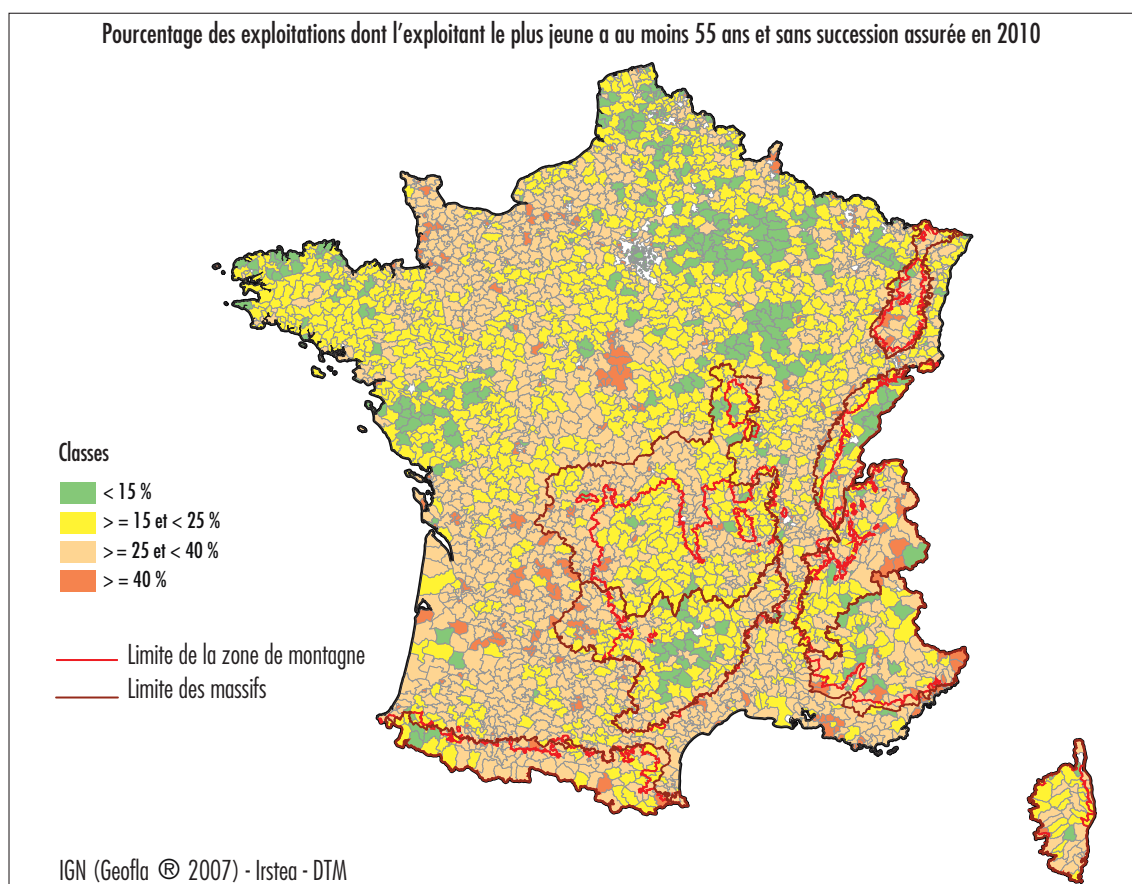 Pourcentage des exploitations dont l'exploitant le plus jeune a au moins 55 ans et sans succession assurée en 2010
Classes
< 15 %
> = 15 et < 25 %
> = 25 et < 40 %
> = 40 %
Limite de la zone de montagne
Limite des massifs
IGN (Geofla ® 2007) - Irstea - DTM